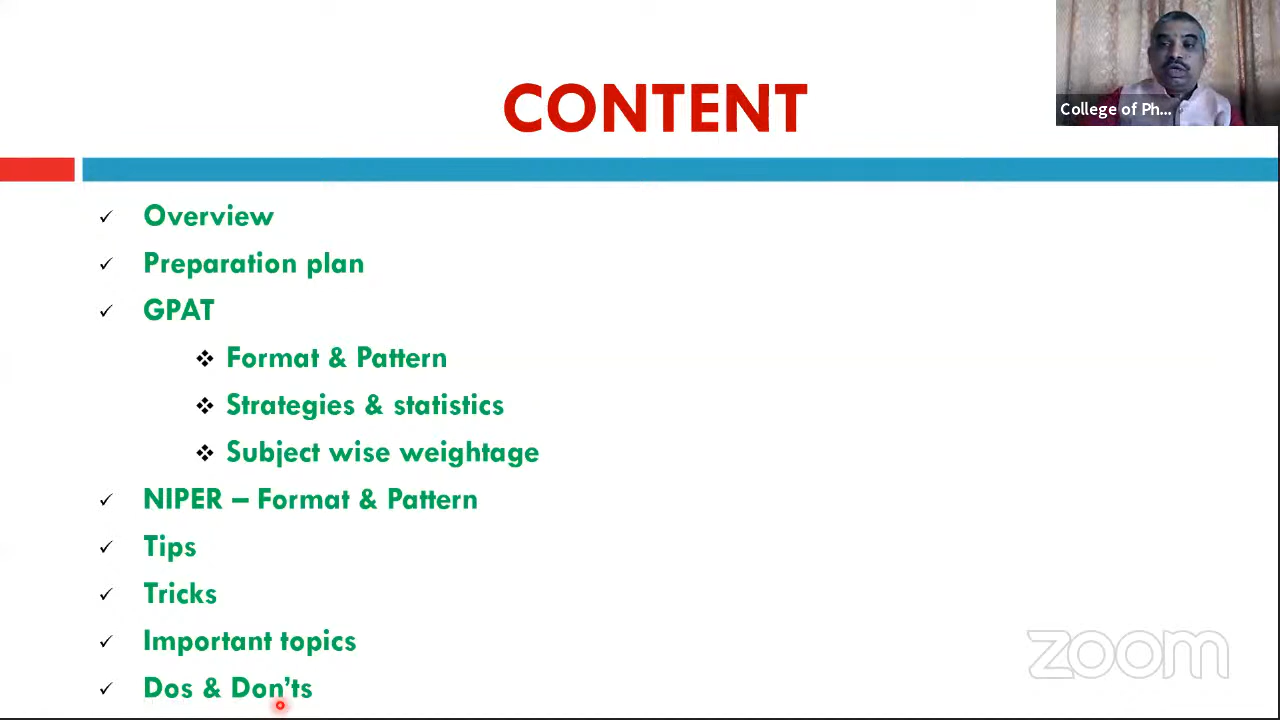 CONTENT
College of Ph...
✓ Overview
✓ Preparation plan
✓ GPAT
❖ Format & Pattern
❖ Strategies & statistics
❖ Subject wise weightage
✓ NIPER – Format & Pattern
✓ Tips
✓ Tricks
✓ Important topics
✓ Dos & Don’ts
zoom